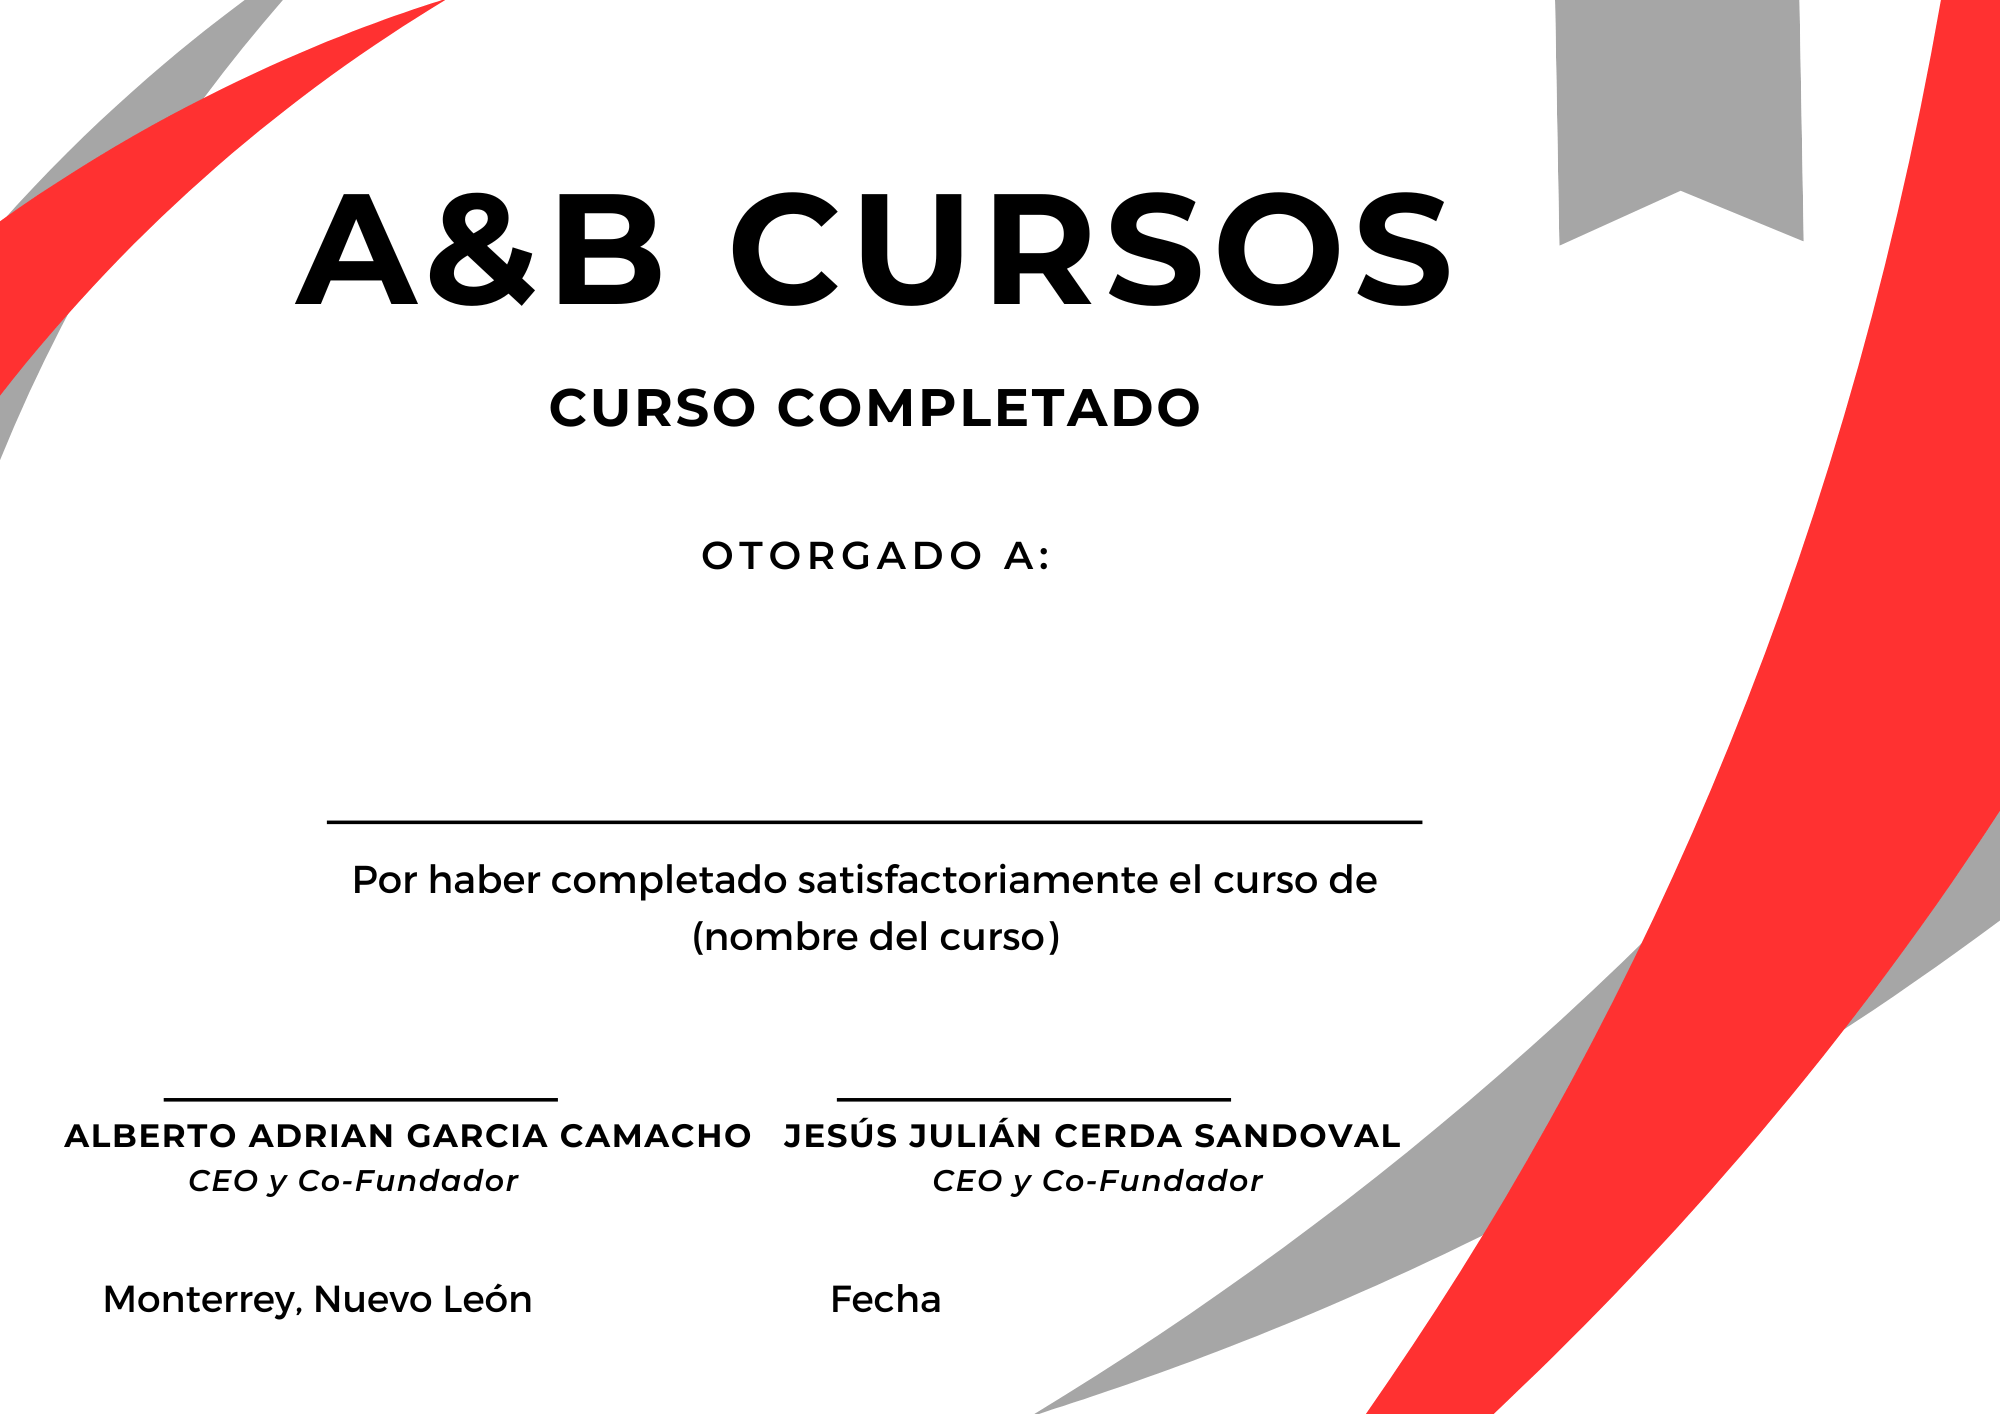 A&B CURSOS
CURSO COMPLETADO
OTORGADO A:
Por haber completado satisfactoriamente el curso de
(nombre del curso)
ALBERTO ADRIAN GARCIA CAMACHO
CEO y Co-Fundador
JESÚS JULIÁN CERDA SANDOVAL
CEO y Co-Fundador
Monterrey, Nuevo León
Fecha